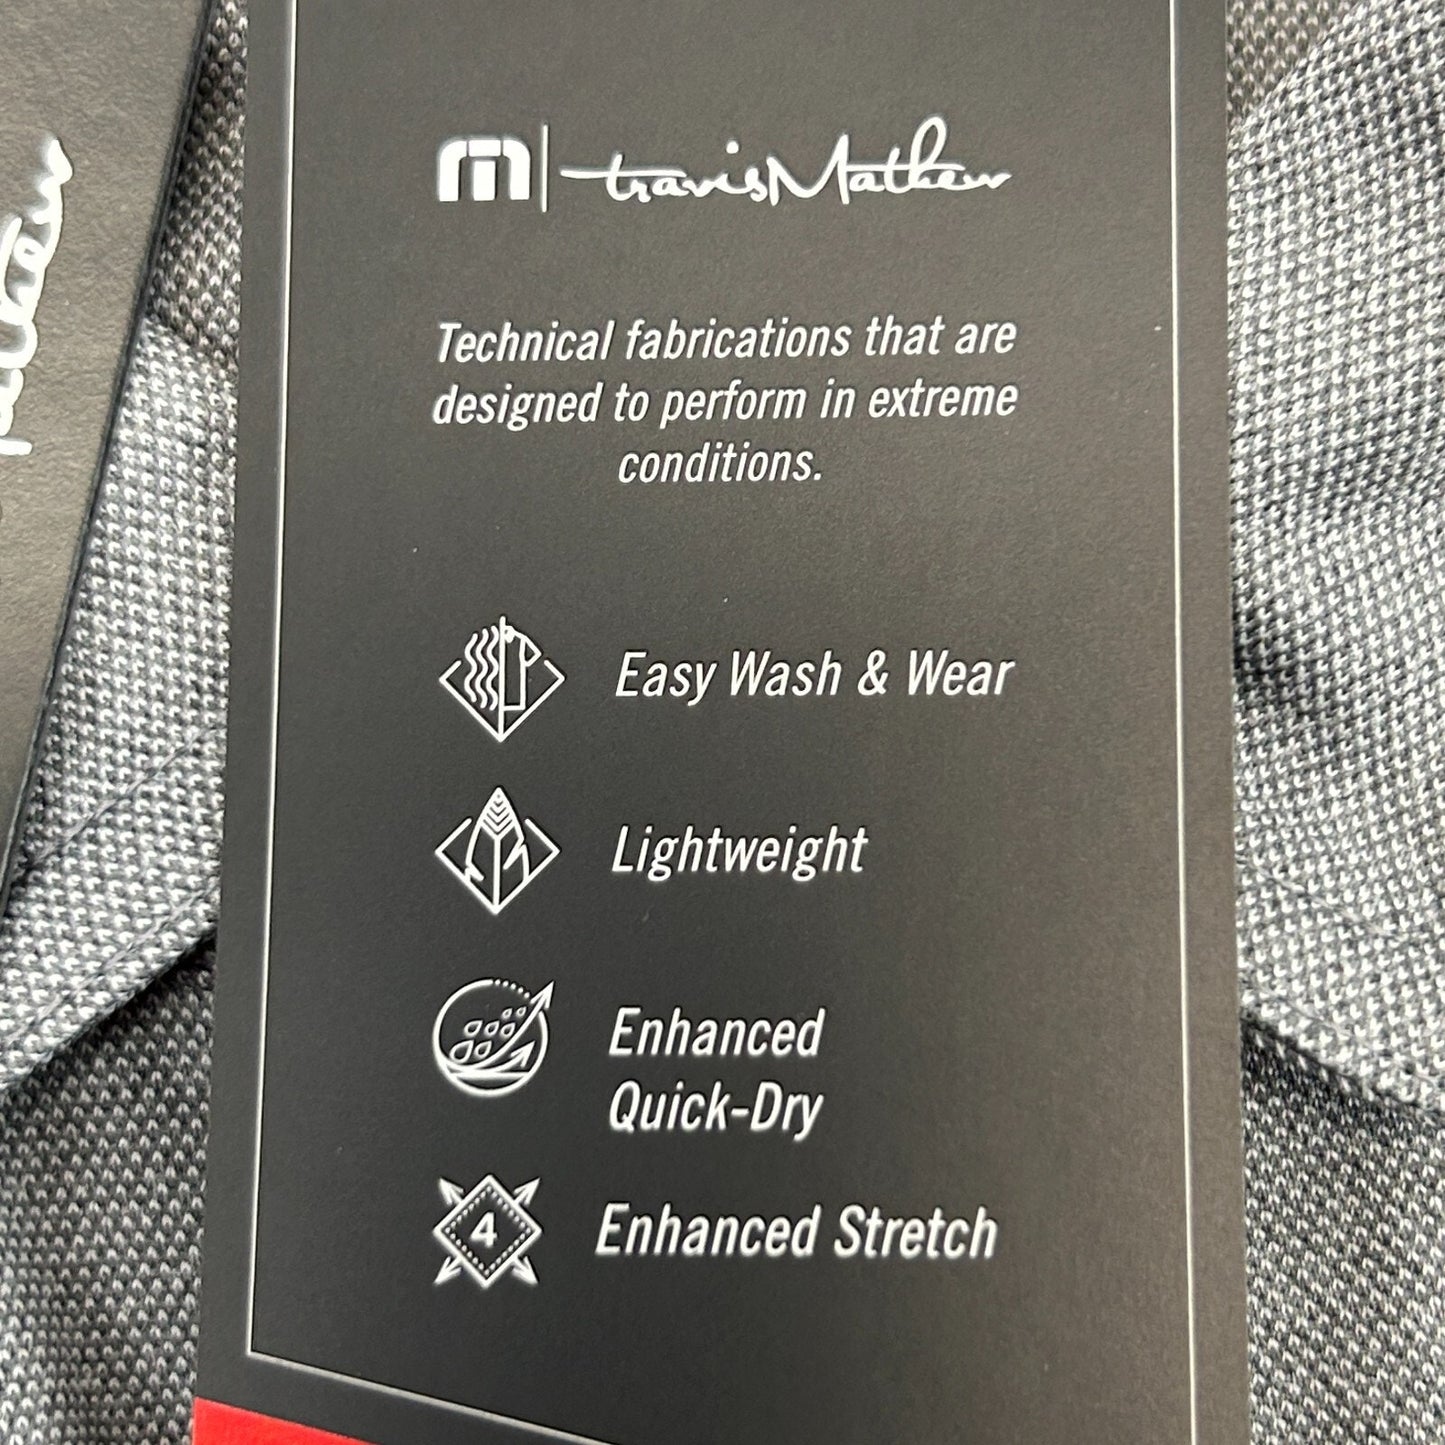 travisMathew
Technical fabrications that are
designed to perform in extreme
conditions.
Easy Wash & Wear
Lightweight
Enhanced
Quick-Dry
4
Enhanced Stretch